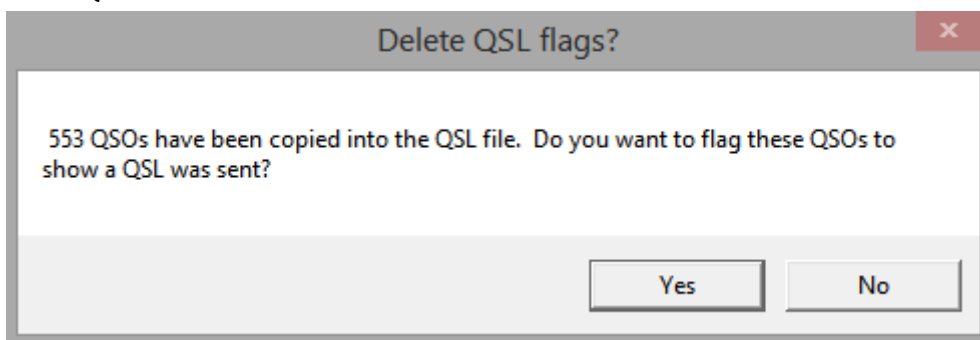 Delete QSL flags?
553 QSOs have been copied into the QSL file.  Do you want to flag these QSOs to
show a QSL was sent?
Yes
No